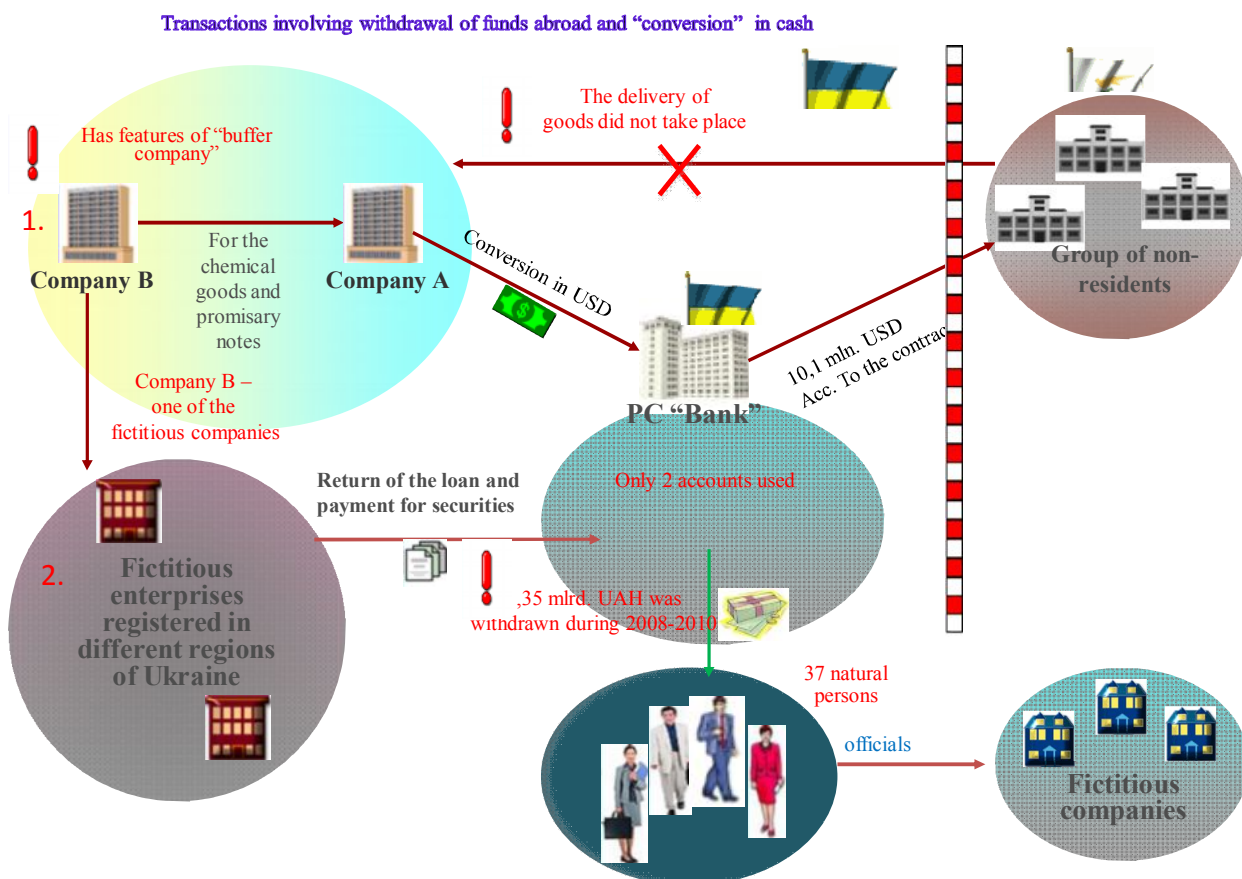 Transactions involving withdrawal of funds abroad and “conversion” in cash
The delivery of
goods did not take place
Has features of “buffer
company”
1.
Company B
For the
chemical
goods and
promisary
notes
Company A
Conversion in USD
Group of non-
residents
10,1 mln. USD
Acc. To the contrac
PC “Bank”
Company B –
one of the
fictitious companies
Return of the loan and
payment for securities
Only 2 accounts used
2.
Fictitious
enterprises
registered in
different regions
of Ukraine
,35 mlrd. UAH was
withdrawn during 2008-2010
37 natural
persons
officials
Fictitious
companies